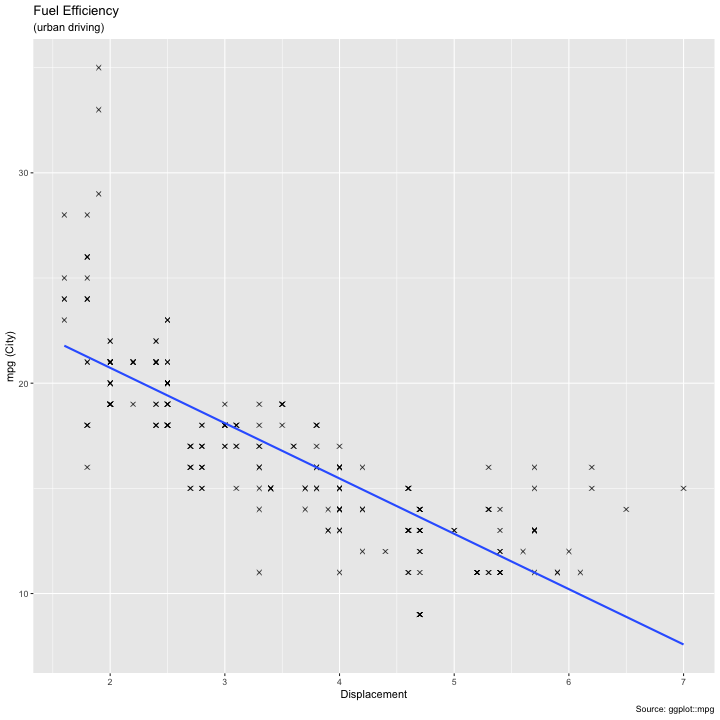 Fuel Efficiency
(urban driving)
30
20
10
mpg (City)
2 3 4 5 6 7
Displacement
Source: ggplot::mpg